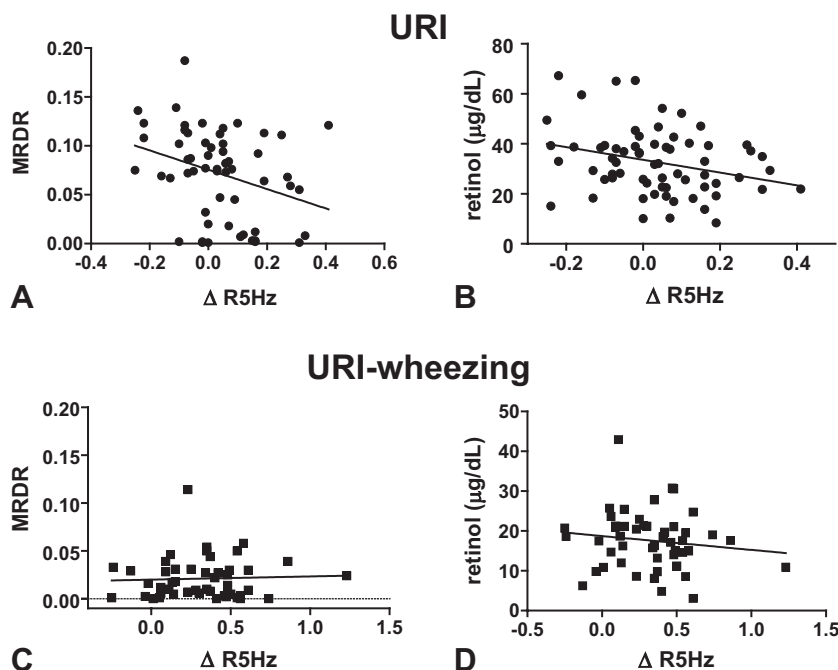 URI
0.20
0.15
0.10
0.05
0.00
MRDR
-0.4 -0.2 0.0 0.2 0.4 0.6
Δ R5Hz
A
80
60
40
20
0
retinol (µg/dL)
-0.2 0.0 0.2 0.4
Δ R5Hz
B
URI-wheezing
0.20
0.15
0.10
0.05
0.00
MRDR
0.0 0.5 1.0 1.5
Δ R5Hz
C
50
40
30
20
10
0
retinol (µg/dL)
-0.5 0.0 0.5 1.0 1.5
Δ R5Hz
D